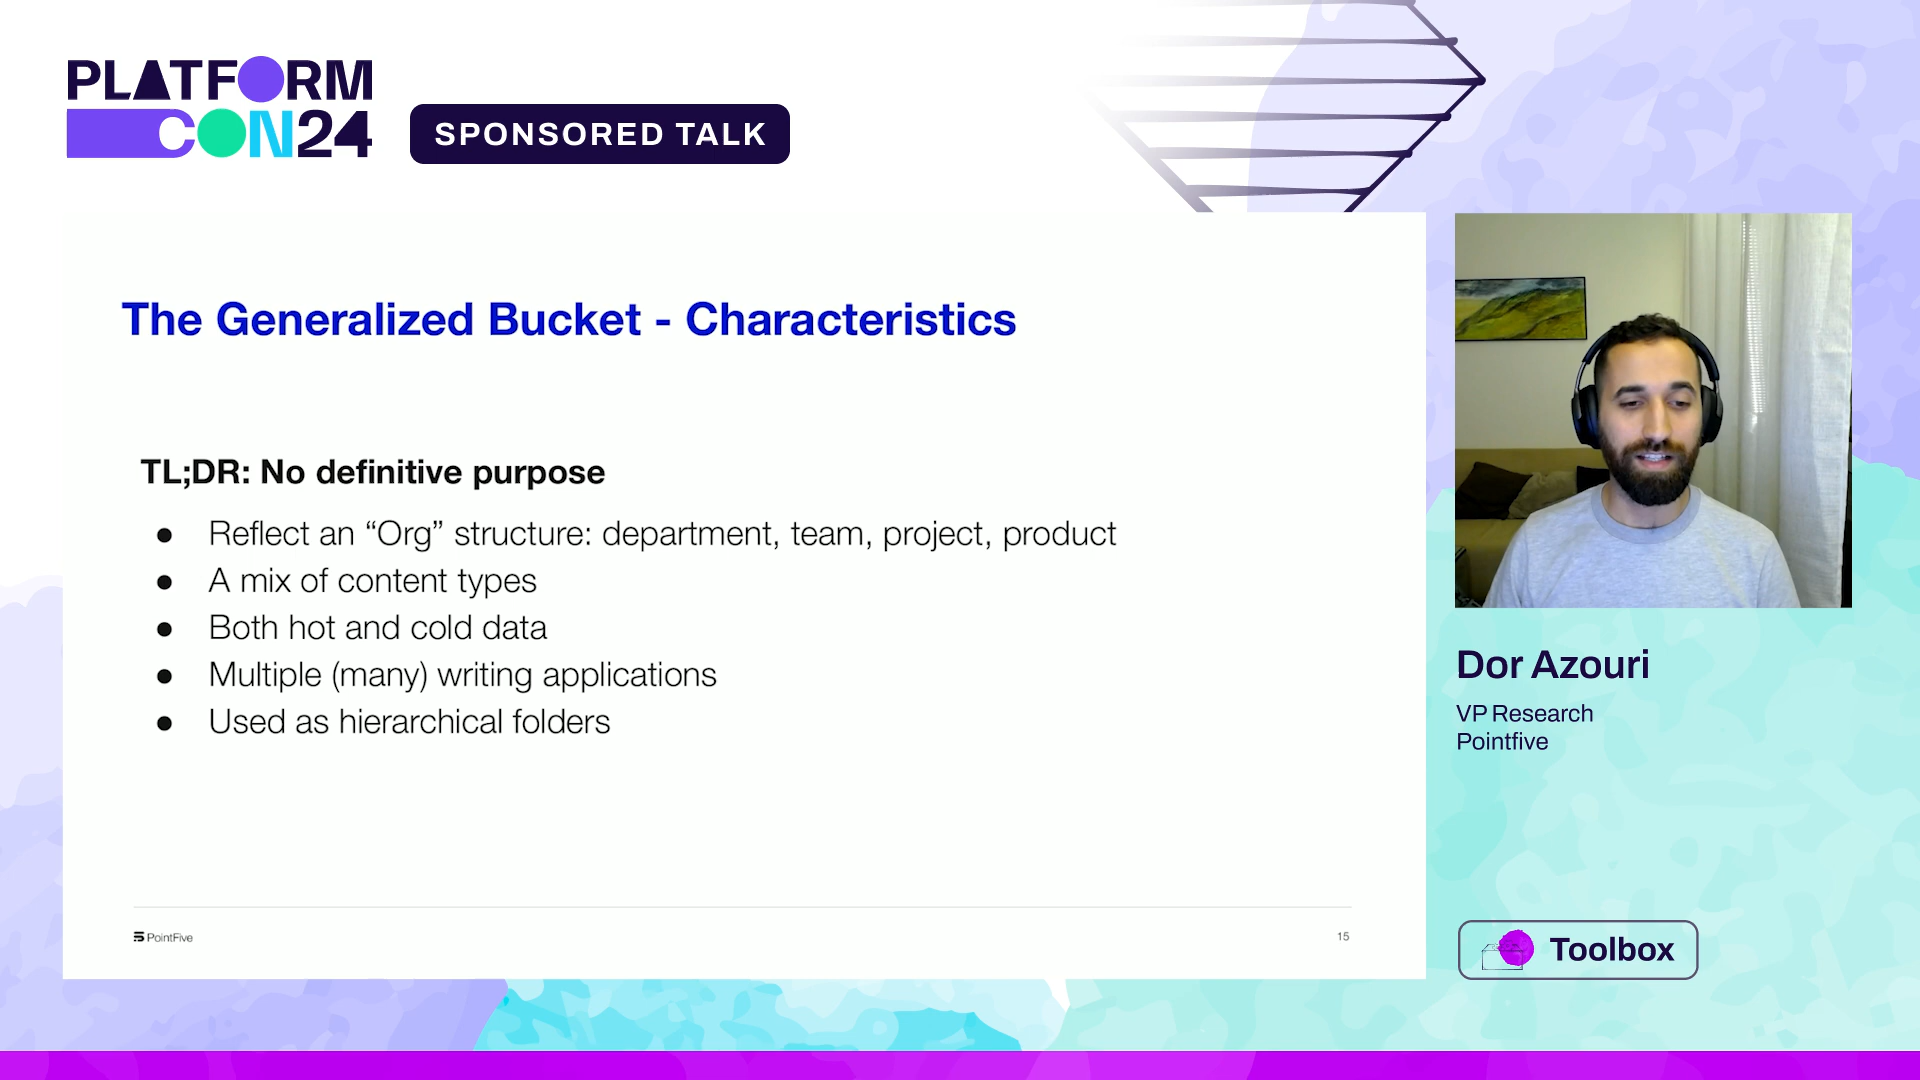 PLATFORM
CON24
SPONSORED TALK
The Generalized Bucket - Characteristics
TL;DR: No definitive purpose
● Reflect an “Org” structure: department, team, project, product
● A mix of content types
● Both hot and cold data
● Multiple (many) writing applications
● Used as hierarchical folders
PointFive
15
Dor Azouri
VP Research
Pointfive
Toolbox